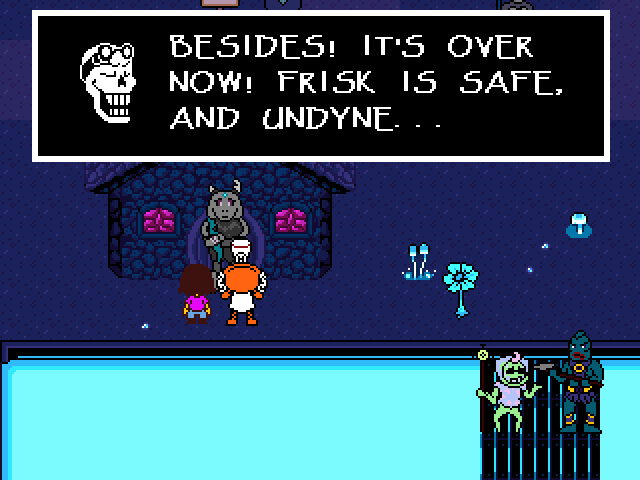 BESIDES! IT'S OVER
NOW! FRISK IS SAFE,
AND UNDYNE...